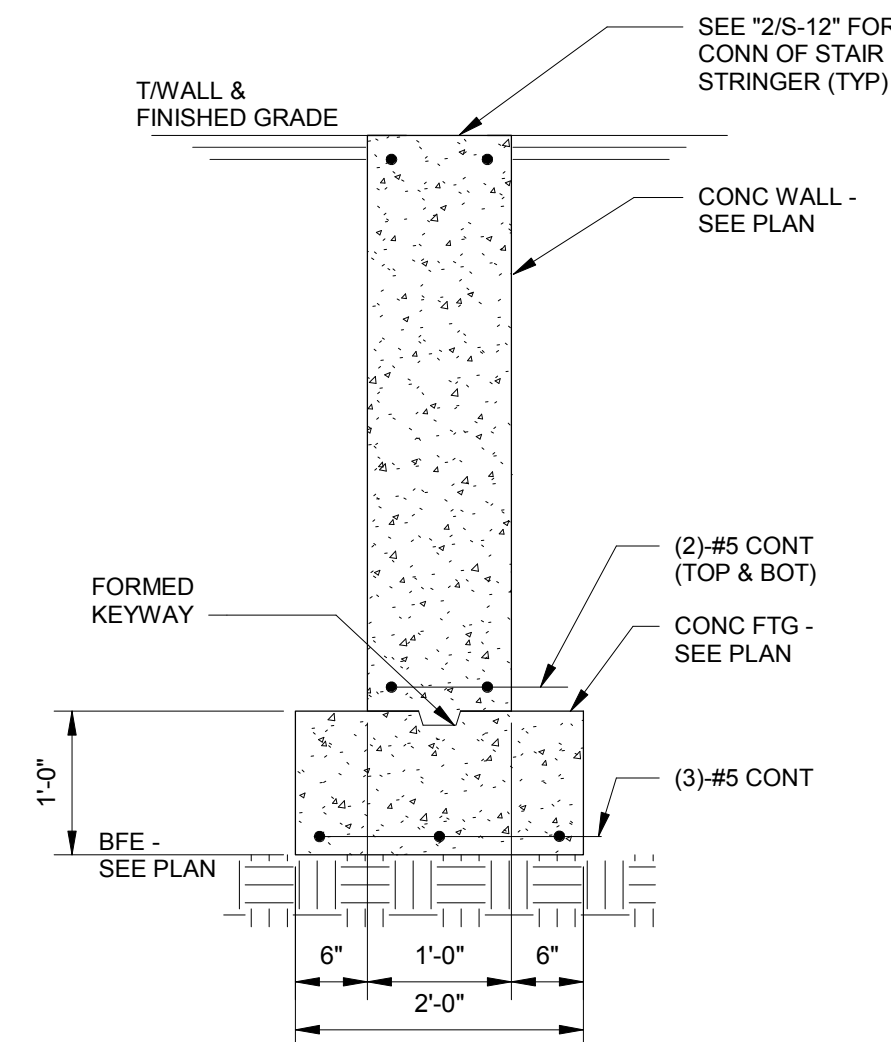 SEE "2/S-12" FOR
CONN OF STAIR
STRINGER (TYP)
T/WALL &
FINISHED GRADE
CONC WALL -
SEE PLAN
(2)-#5 CONT
(TOP & BOT)
FORMED
KEYWAY
CONC FTG -
SEE PLAN
1'-0"
(3)-#5 CONT
BFE -
SEE PLAN
6"
1'-0"
6"
2'-0"